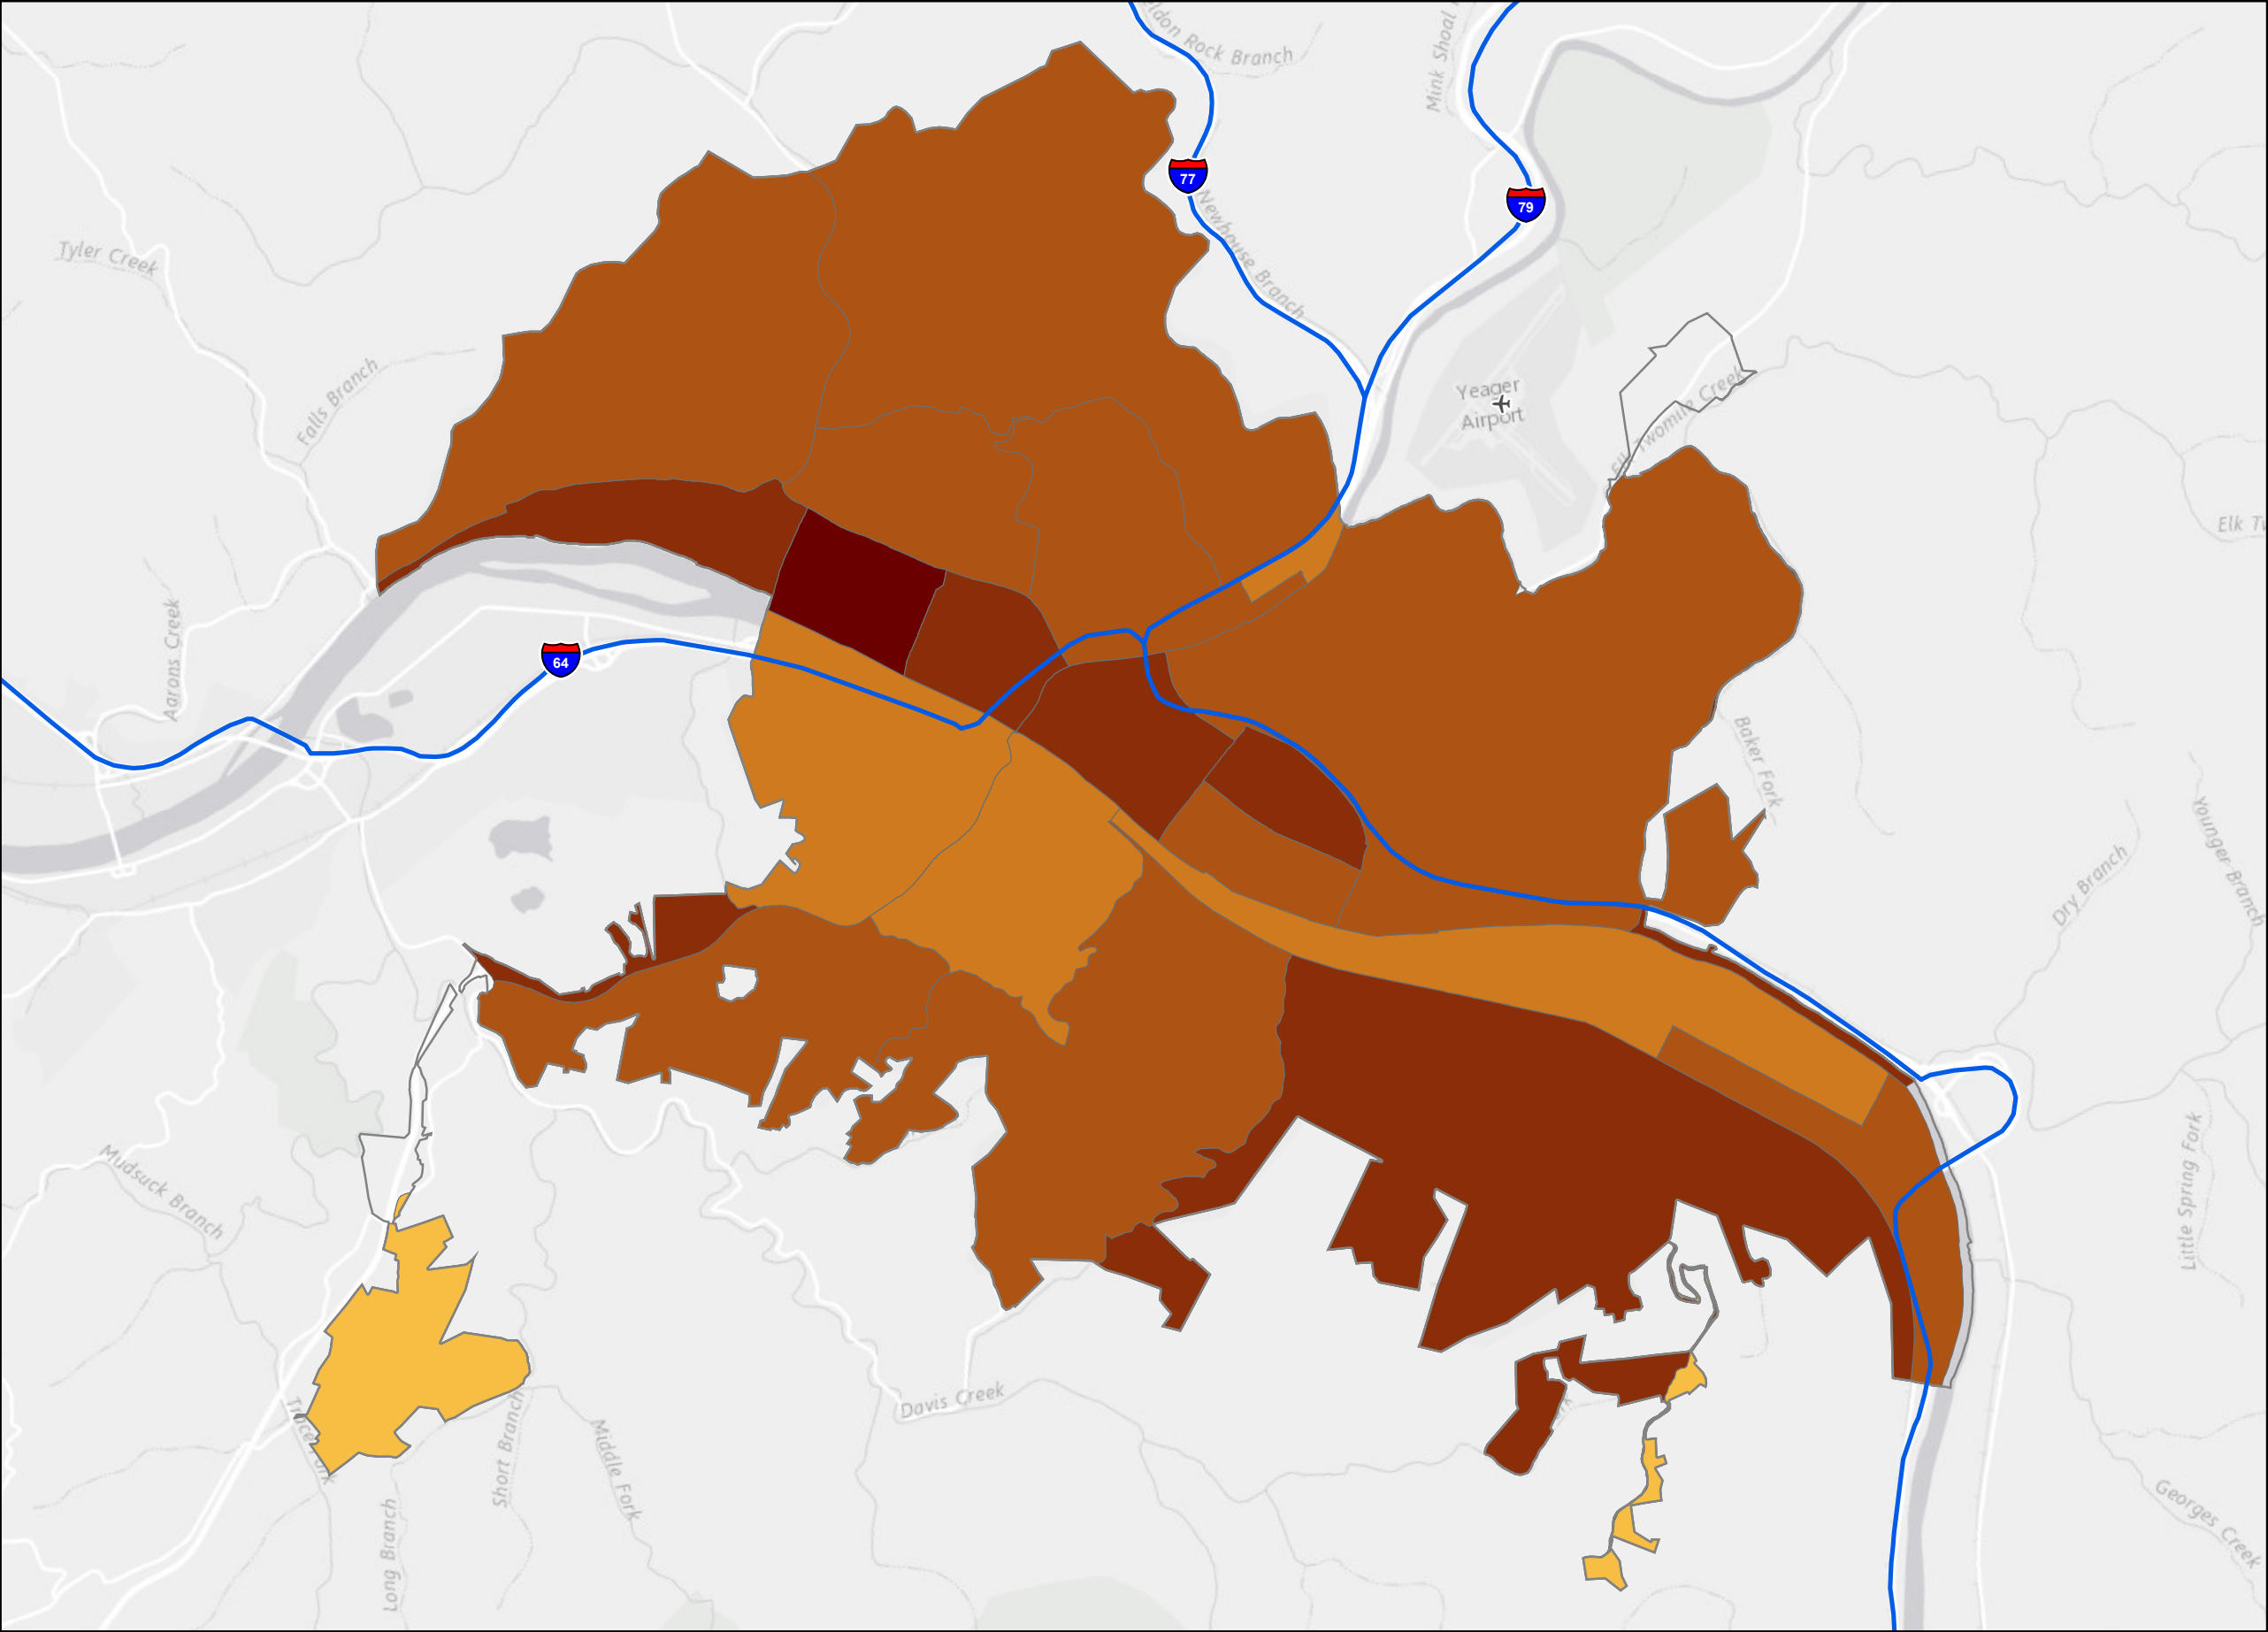 Rock Branch
Mink Shoal
77
79
Newhouse Branch
Tyler Creek
Falls Branch
Yeager
Airport
Elk Twomile Creek
Aarons Creek
64
Baker Fork
Dry Branch
Younger Branch
Mudsuck Branch
Little Spring Fork
Davis Creek
Short Branch
Middle Fork
Long Branch
Georges Creek